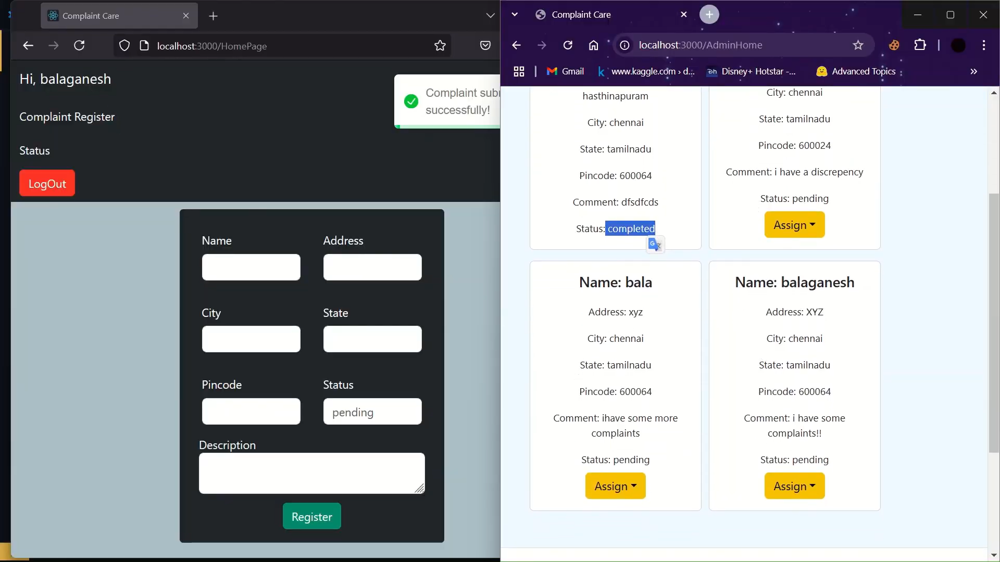 Complaint Care
localhost:3000/HomePage
Hi, balaganesh
Complaint Register
Status
LogOut
Complaint sub
successfully!
Name
Address
City
State
Pincode
Status
pending
Description
Register
Complaint Care
localhost:3000/AdminHome
Gmail
www.kaggle.com › d...
Disney+ Hotstar -...
Advanced Topics
hasthinapuram
City: chennai
State: tamilnadu
Pincode: 600064
Comment: dfsdfcds
Status: completed
City: chennai
State: tamilnadu
Pincode: 600024
Comment: i have a discrepency
Status: pending
Assign
Name: bala
Address: xyz
City: chennai
State: tamilnadu
Pincode: 600064
Comment: ihave some more
complaints
Status: pending
Assign
Name: balaganesh
Address: XYZ
City: chennai
State: tamilnadu
Pincode: 600064
Comment: i have some
complaints!!
Status: pending
Assign